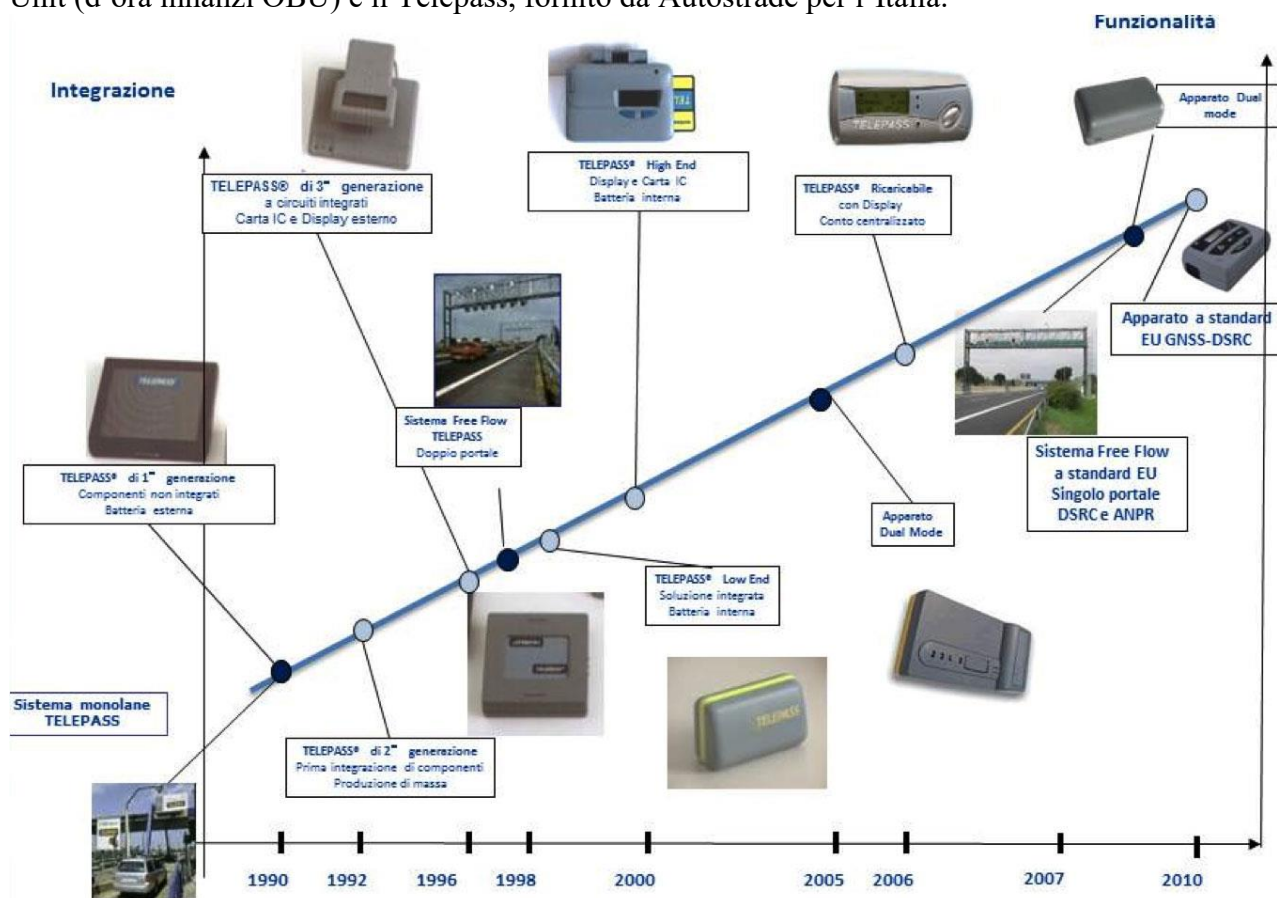 Unit (d'ora innanzi OBU) è il Telepass, fornito da Autostrade per l'Italia.
Funzionalità
Integrazione
Apparato Dual
mode
TELEPASS® di 3ª generazione
a circuiti integrati
Carta IC e Display esterno
TELEPASS® High End
Display e Carta IC
Batteria interna
TELEPASS
TELEPASS® Ricaricabile
con Display
Conto centralizzato
Apparato a standard
EU GNSS-DSRC
TELEPASS® di 1ª generazione
Componenti non integrati
Batteria esterna
Sistema Free Flow
TELEPASS
Doppio portale
Sistema Free Flow
a standard EU
Singolo portale
DSRC e ANPR
Apparato
Dual Mode
TELEPASS® Low End
Soluzione integrata
Batteria interna
Sistema monolane
TELEPASS
TELEPASS
TELEPASS® di 2ª generazione
Prima integrazione di componenti
Produzione di massa
1990 1992 1996 1998 2000 2005 2006 2007 2010